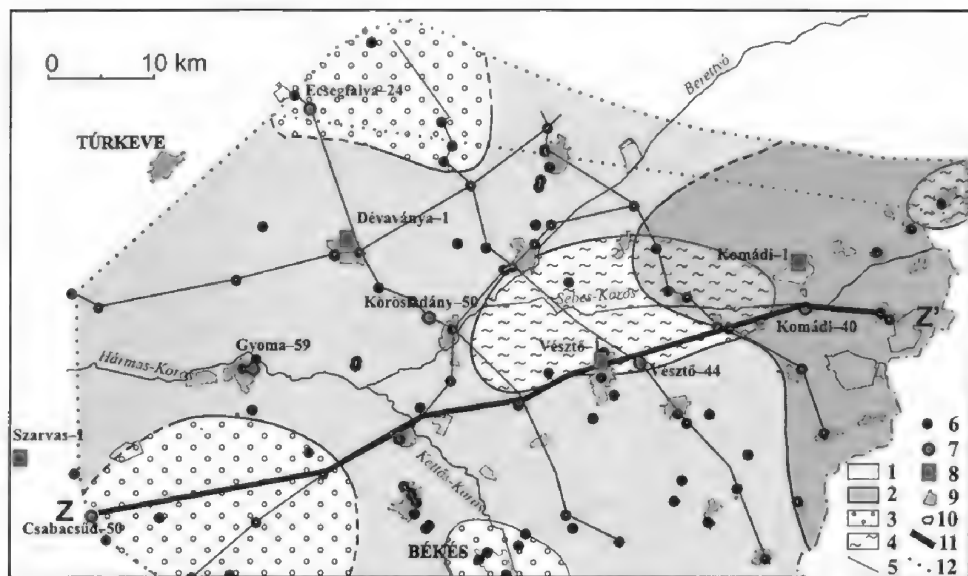 0 10 km
Berettyó
Ecsegfalva–24
TÚRKEVE
Dévaványa–1
Komádi–1
Körösladány–50
Sebes-Körös
Z'
Komádi–40
Gyoma–59
Vésztő
Hármas-Körös
Vésztő–44
Szarvas–1
Kettős-Körös
Z
Csabacsűd–50
BÉKÉS
1
2
3
4
5
6
7
8
9
10
11
12